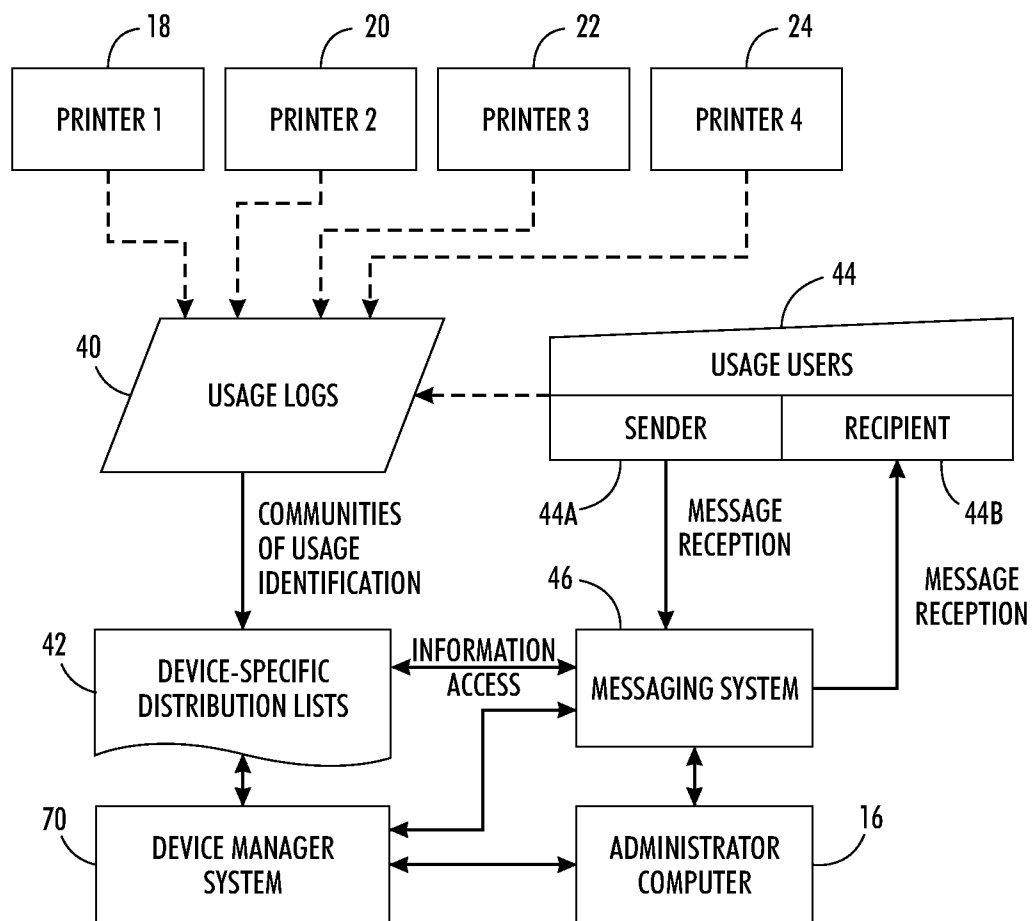 18
20
22
24
PRINTER 1
PRINTER 2
PRINTER 3
PRINTER 4
44
40
USAGE LOGS
USAGE USERS
SENDER
RECIPIENT
44A
44B
COMMUNITIES
OF USAGE
IDENTIFICATION
MESSAGE
RECEPTION
MESSAGE
RECEPTION
46
42
DEVICE-SPECIFIC
DISTRIBUTION LISTS
INFORMATION
ACCESS
MESSAGING SYSTEM
70
DEVICE MANAGER
SYSTEM
ADMINISTRATOR
COMPUTER
16